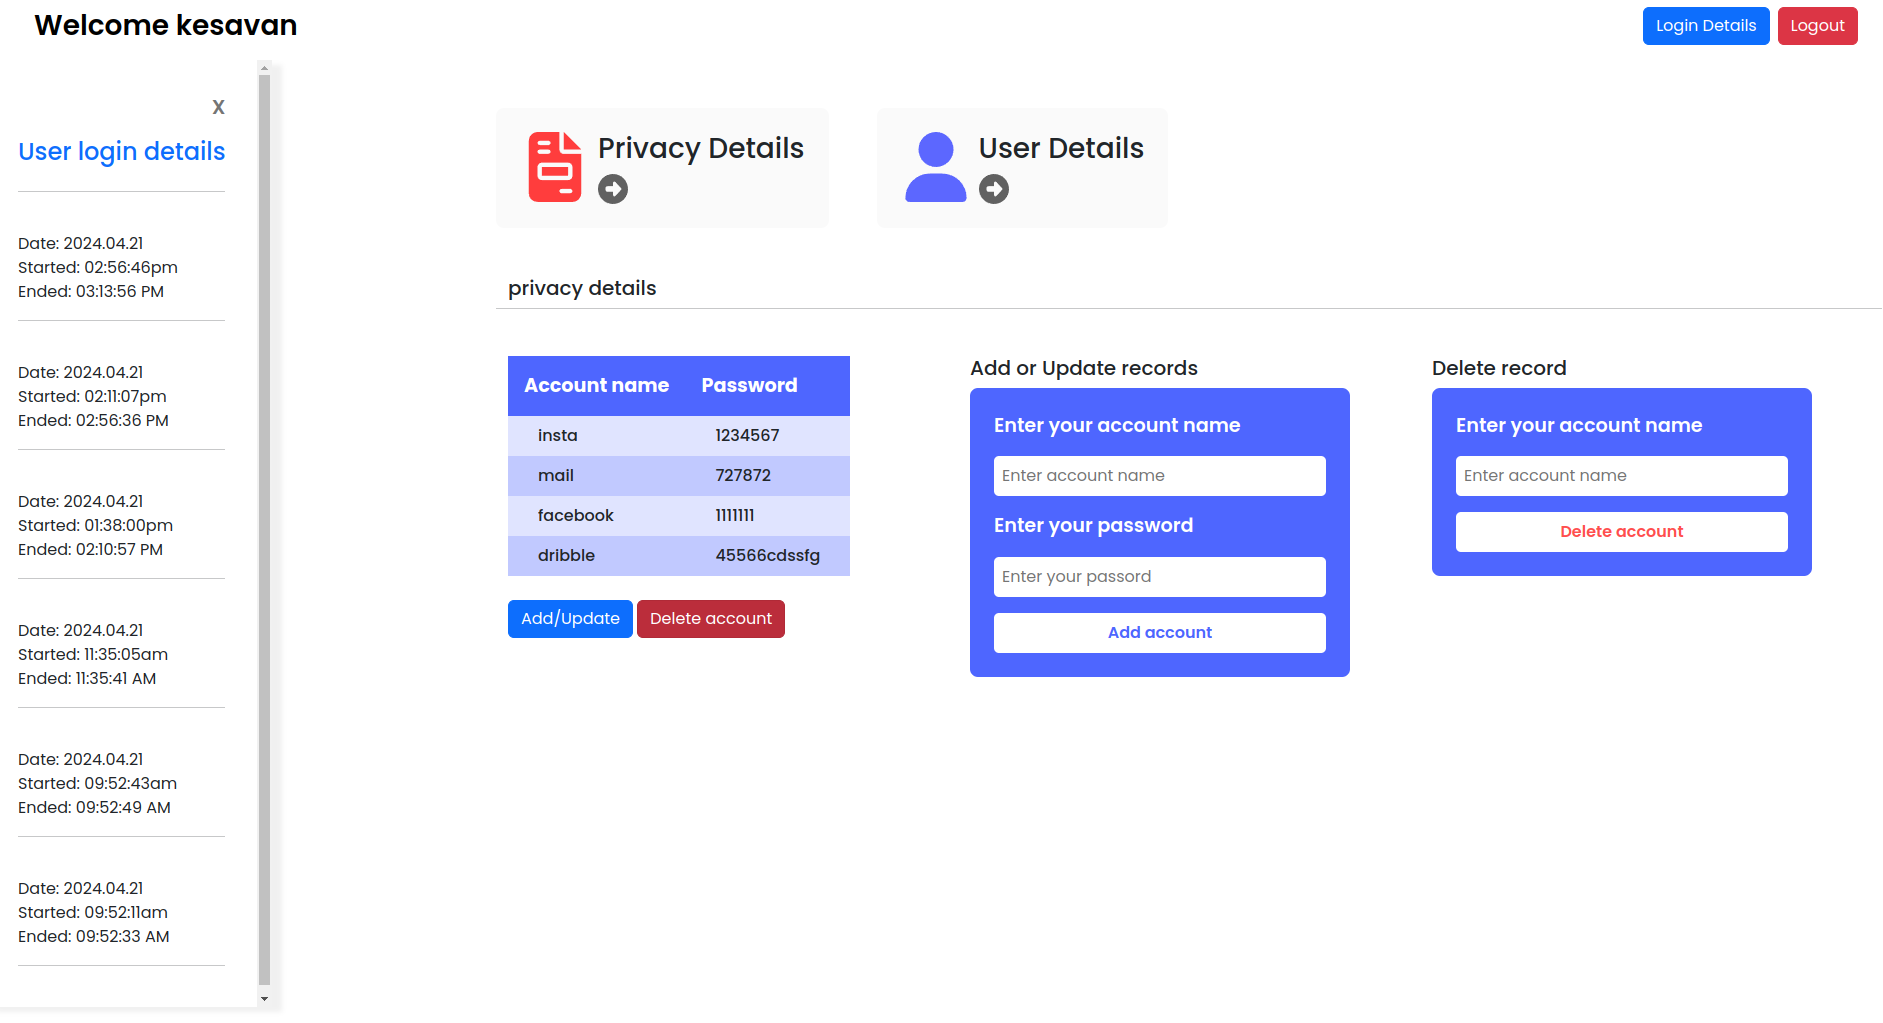 Welcome kesavan
Login Details
Logout
X
User login details
Date: 2024.04.21
Started: 02:56:46pm
Ended: 03:13:56 PM
Date: 2024.04.21
Started: 02:11:07pm
Ended: 02:56:36 PM
Date: 2024.04.21
Started: 01:38:00pm
Ended: 02:10:57 PM
Date: 2024.04.21
Started: 11:35:05am
Ended: 11:35:41 AM
Date: 2024.04.21
Started: 09:52:43am
Ended: 09:52:49 AM
Date: 2024.04.21
Started: 09:52:11am
Ended: 09:52:33 AM
Privacy Details
User Details
privacy details
Account name Password
insta 1234567
mail 727872
facebook 1111111
dribble 45566cdssfg
Add/Update
Delete account
Add or Update records
Enter your account name
Enter account name
Enter your password
Enter your passord
Add account
Delete record
Enter your account name
Enter account name
Delete account